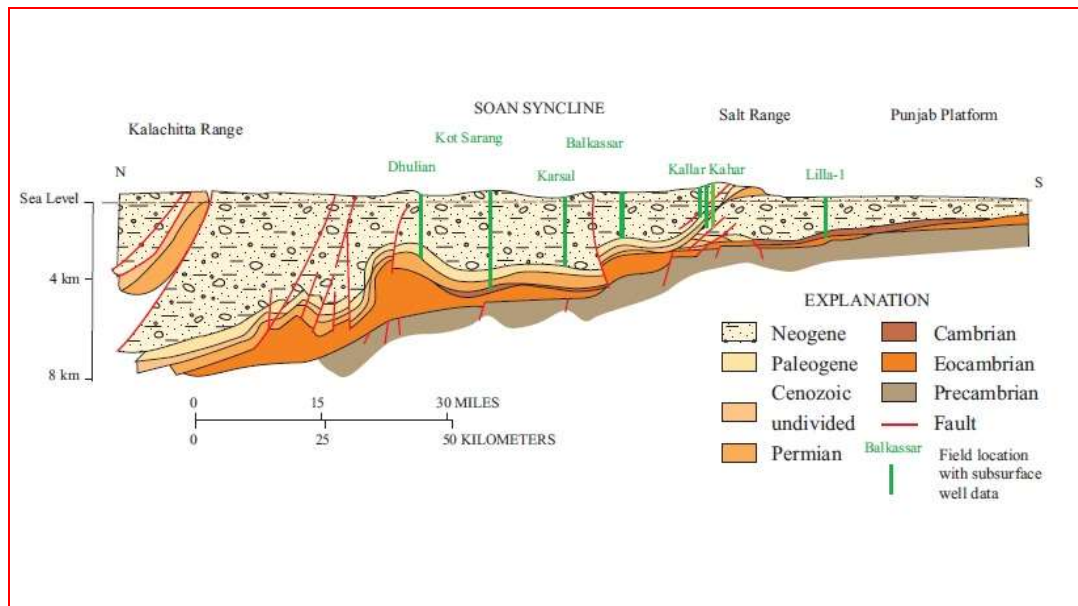 SOAN SYNCLINE
Kalachitta Range
Salt Range
Punjab Platform
Kot Sarang
Balkassar
N
Dhulian
Karsal
Kallar Kahar
Lilla-1
S
Sea Level
4 km
8 km
EXPLANATION
Neogene
Paleogene
Cenozoic
undivided
Permian
Cambrian
Eocambrian
Precambrian
Fault
Balkassar
Field location
with subsurface
well data
0 15 30 MILES
0 25 50 KILOMETERS